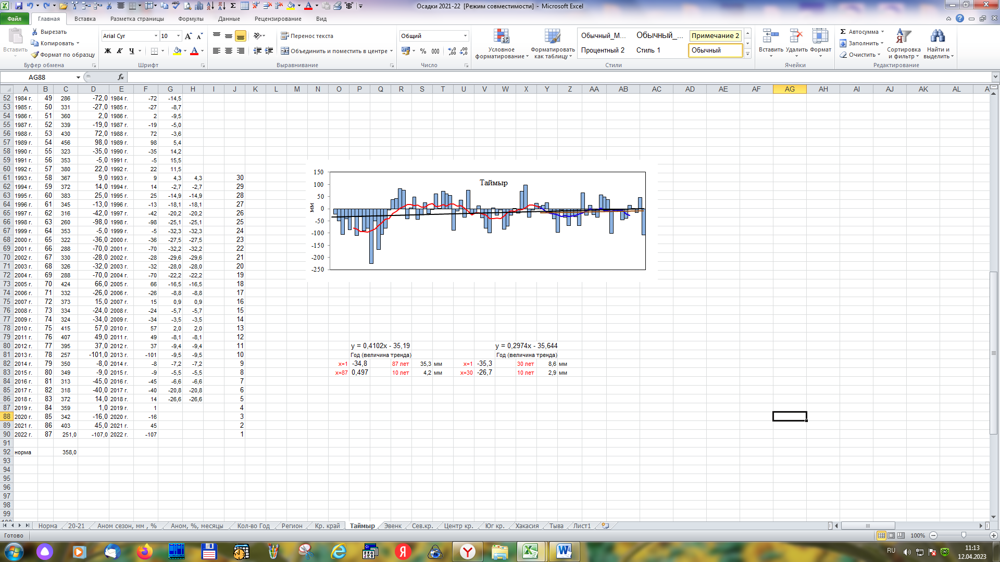 Осадки 2021-22 [Режим совместимости] - Microsoft Excel
Файл Главная Вставка Разметка страницы Формулы Данные Рецензирование Вид
Вставить Вырезать Копировать Формат по образцу
Arial Cyr 10
Ж К Ч
Перенос текста
Объединить и поместить в центре
Общий
% 000
Условное форматирование Форматировать как таблицу
Обычный_М... Обычный_... Примечание 2
Процентный 2 Стиль 1 Обычный
Вставить Удалить Формат
Σ Автосумма
Заполнить
Очистить
Сортировка и фильтр Найти и выделить
Буфер обмена Шрифт Выравнивание Число Стили Ячейки Редактирование
AG88 fx
A B C D E F G H I J K L M N O P Q R S T U V W X Y Z AA AB AC AD AE AF AG AH AI AJ AK AL A
52 1984 г. 49 286 -72,0 1984 г. -72 -14,5
53 1985 г. 50 331 -27,0 1985 г. -27 -8,7
54 1986 г. 51 360 2,0 1986 г. 2 -9,5
55 1987 г. 52 339 -19,0 1987 г. -19 -5,0
56 1988 г. 53 430 72,0 1988 г. 72 -3,6
57 1989 г. 54 456 98,0 1989 г. 98 5,4
58 1990 г. 55 323 -35,0 1990 г. -35 14,2
59 1991 г. 56 353 -5,0 1991 г. -5 15,5
60 1992 г. 57 380 22,0 1992 г. 22 11,5
61 1993 г. 58 367 9,0 1993 г. 9 4,3 4,3 30
62 1994 г. 59 372 14,0 1994 г. 14 -2,7 -2,7 29
63 1995 г. 60 383 25,0 1995 г. 25 -14,9 -14,9 28
64 1996 г. 61 345 -13,0 1996 г. -13 -18,1 -18,1 27
65 1997 г. 62 316 -42,0 1997 г. -42 -20,2 -20,2 26
66 1998 г. 63 260 -98,0 1998 г. -98 -25,1 -25,1 25
67 1999 г. 64 353 -5,0 1999 г. -5 -32,3 -32,3 24
68 2000 г. 65 322 -36,0 2000 г. -36 -27,5 -27,5 23
69 2001 г. 66 288 -70,0 2001 г. -70 -32,2 -32,2 22
70 2002 г. 67 330 -28,0 2002 г. -28 -29,6 -29,6 21
71 2003 г. 68 326 -32,0 2003 г. -32 -28,0 -28,0 20
72 2004 г. 69 288 -70,0 2004 г. -70 -22,2 -22,2 19
73 2005 г. 70 424 66,0 2005 г. 66 -16,5 -16,5 18
74 2006 г. 71 332 -26,0 2006 г. -26 -8,8 -8,8 17
75 2007 г. 72 373 15,0 2007 г. 15 0,9 0,9 16
76 2008 г. 73 334 -24,0 2008 г. -24 -5,7 -5,7 15
77 2009 г. 74 324 -34,0 2009 г. -34 -3,5 -3,5 14
78 2010 г. 75 415 57,0 2010 г. 57 2,0 2,0 13
79 2011 г. 76 407 49,0 2011 г. 49 -8,1 -8,1 12
80 2012 г. 77 395 37,0 2012 г. 37 -9,4 -9,4 11
81 2013 г. 78 257 -101,0 2013 г. -101 -9,5 -9,5 10
82 2014 г. 79 350 -8,0 2014 г. -8 -7,2 -7,2 9
83 2015 г. 80 349 -9,0 2015 г. -9 -5,5 -5,5 8
84 2016 г. 81 313 -45,0 2016 г. -45 -6,6 -6,6 7
85 2017 г. 82 318 -40,0 2017 г. -40 -20,8 -20,8 6
86 2018 г. 83 372 14,0 2018 г. 14 -26,6 -26,6 5
87 2019 г. 84 359 1,0 2019 г. 1 4
88 2020 г. 85 342 -16,0 2020 г. -16 3
89 2021 г. 86 403 45,0 2021 г. 45 2
90 2022 г. 87 251,0 -107,0 2022 г. -107 1
91
92 норма 358,0
93
94
95
96
97
98
99
Таймыр
мм
150
100
50
0
-50
-100
-150
-200
-250
y = 0,4102x - 35,19
Год (величина тренда)
x=1 -34,8 87 лет 35,3 мм
x=87 0,497 10 лет 4,2 мм
y = 0,2974x - 35,644
Год (величина тренда)
x=1 -35,3 30 лет 8,6 мм
x=30 -26,7 10 лет 2,9 мм
Норма 20-21 Аном сезон, мм , % Аном, %, месяцы Кол-во Год Регион Кр. край Таймыр Эвенк Сев.кр. Центр кр. Юг кр. Хакасия Тыва Лист1
Готово 100%
RU 11:13
12.04.2023